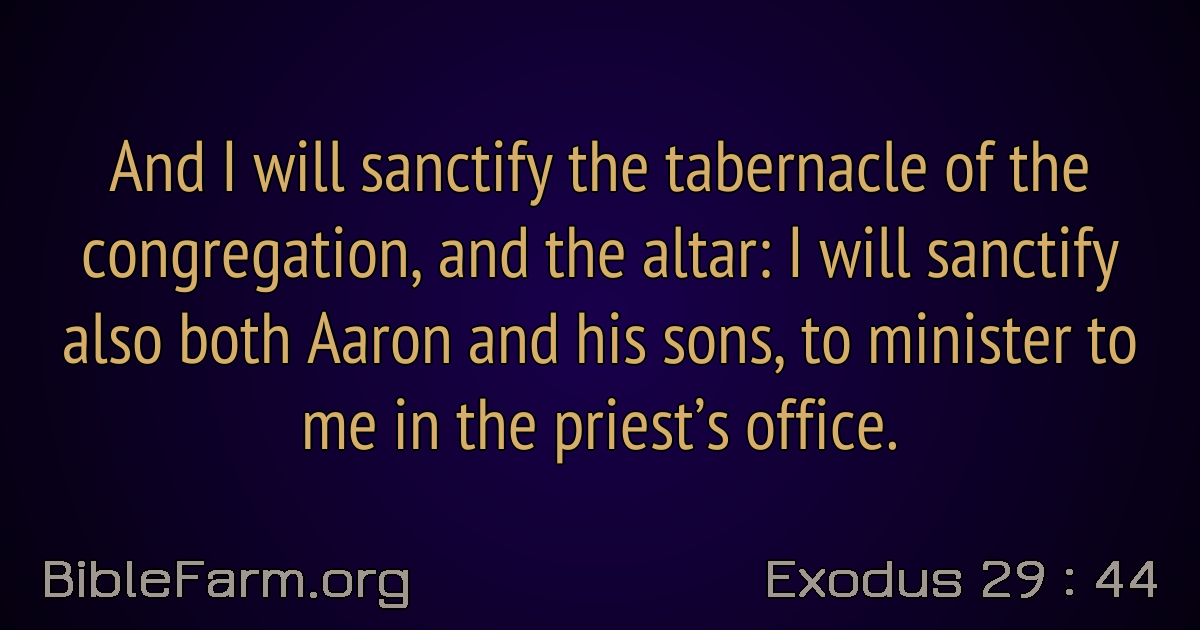 And I will sanctify the tabernacle of the
congregation, and the altar: I will sanctify
also both Aaron and his sons, to minister to
me in the priest’s office.
BibleFarm.org
Exodus 29 : 44